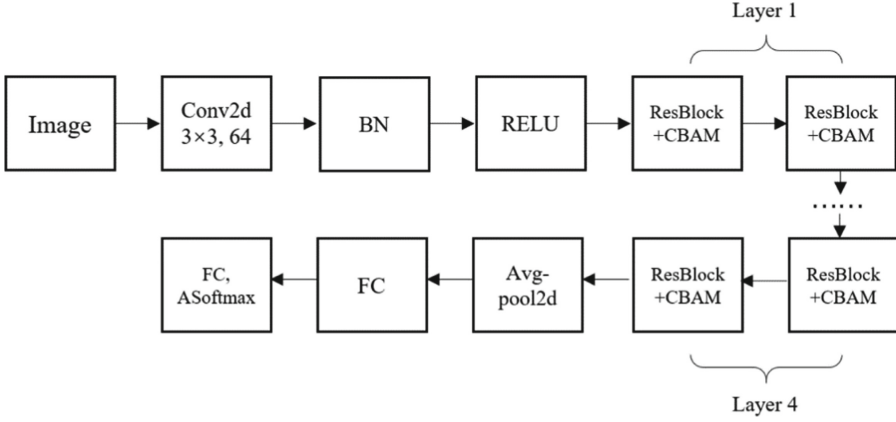 Layer 1
Image
Conv2d
3×3, 64
BN
RELU
ResBlock
+CBAM
ResBlock
+CBAM
......
FC,
ASoftmax
FC
Avg-
pool2d
ResBlock
+CBAM
ResBlock
+CBAM
Layer 4